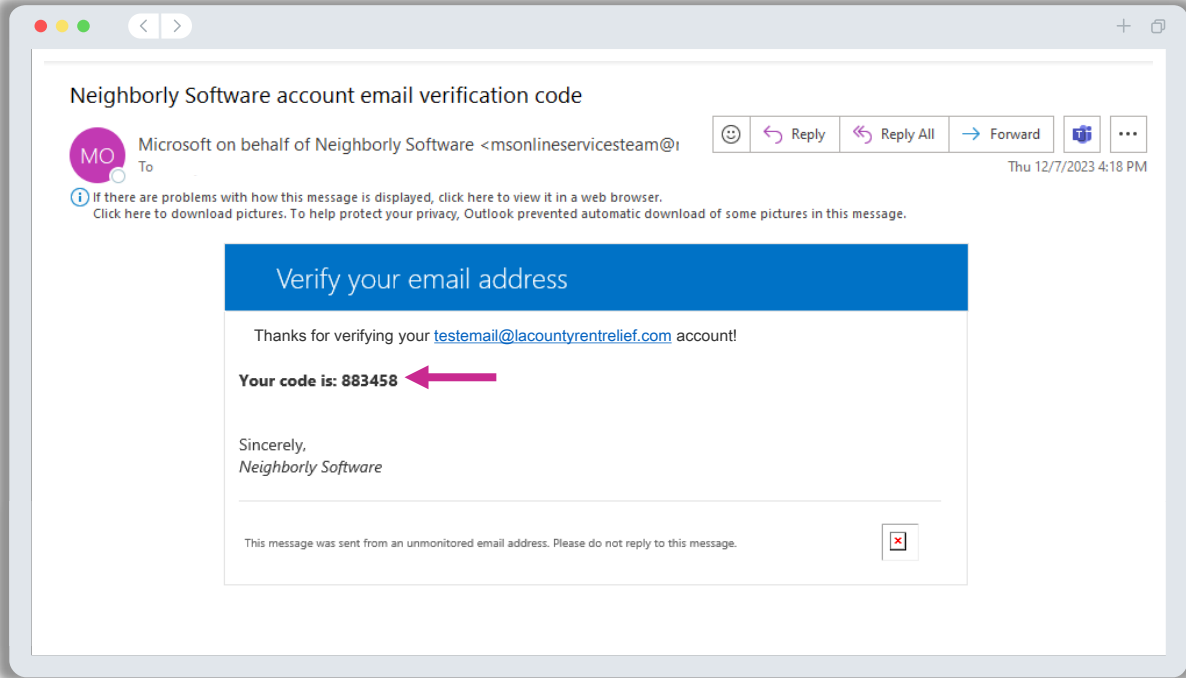 Neighborly Software account email verification code
MO
Microsoft on behalf of Neighborly Software <msonlineservicesteam@
To
Reply
Reply All
Forward
Thu 12/7/2023 4:18 PM
If there are problems with how this message is displayed, click here to view it in a web browser.
Click here to download pictures. To help protect your privacy, Outlook prevented automatic download of some pictures in this message.
Verify your email address
Thanks for verifying your testemail@lacountyrentrelief.com account!
Your code is: 883458
Sincerely,
Neighborly Software
This message was sent from an unmonitored email address. Please do not reply to this message.